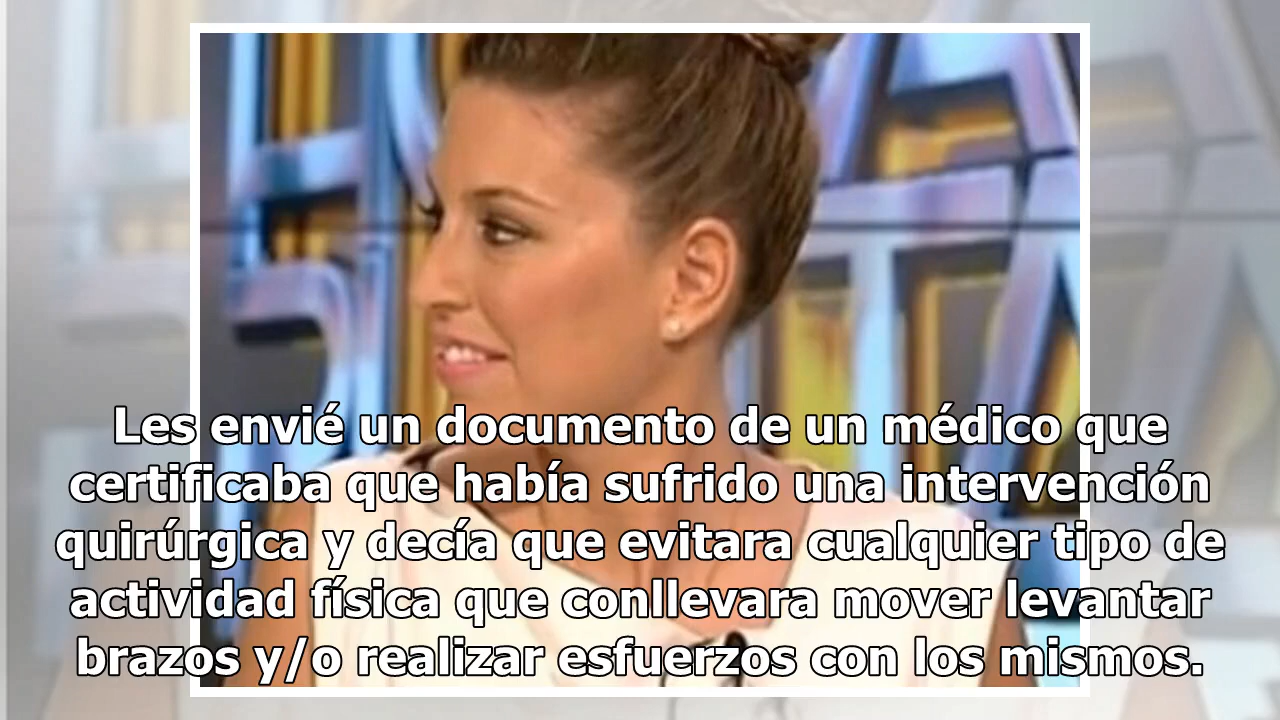 Les envié un documento de un médico que
certificaba que había sufrido una intervención
quirúrgica y decía que evitara cualquier tipo de
actividad física que conllevara mover levantar
brazos y/o realizar esfuerzos con los mismos.